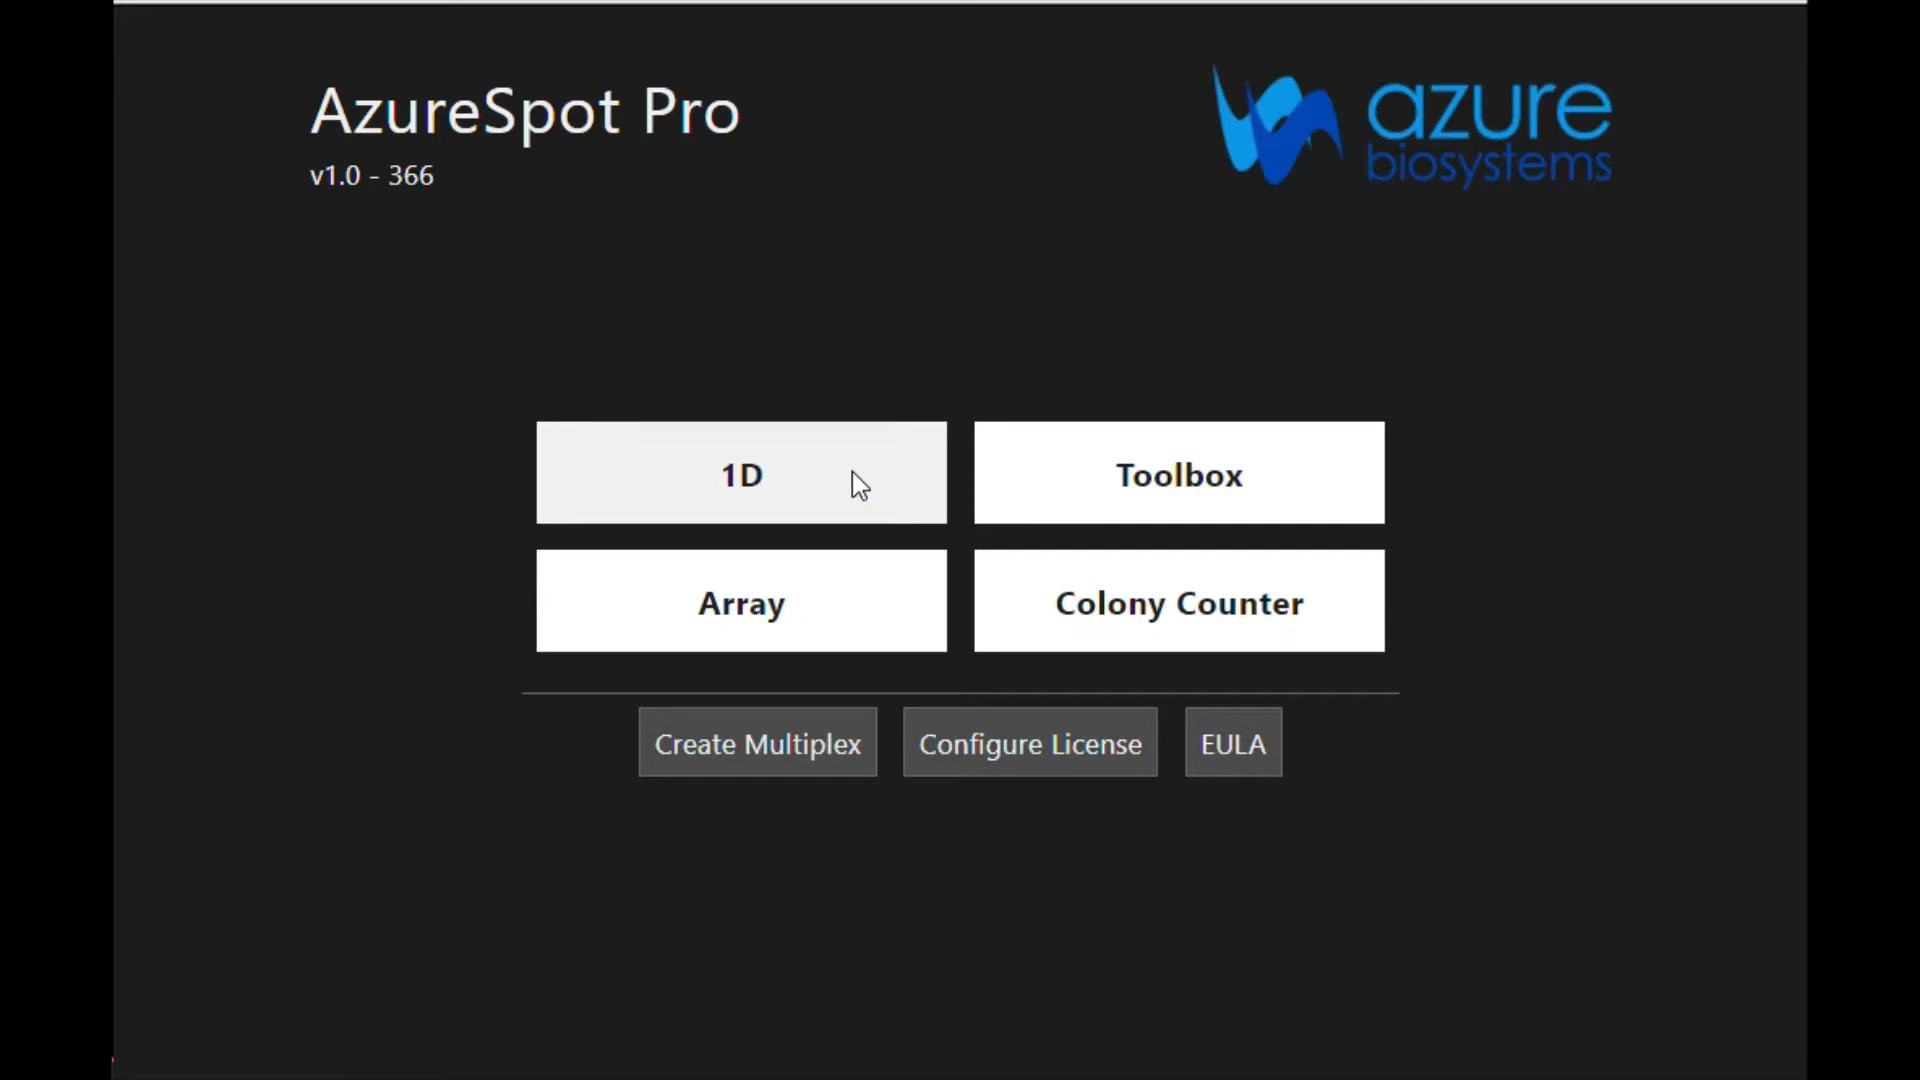 AzureSpot Pro
v1.0 - 366
azure
biosystems
1D
Toolbox
Array
Colony Counter
Create Multiplex
Configure License
EULA